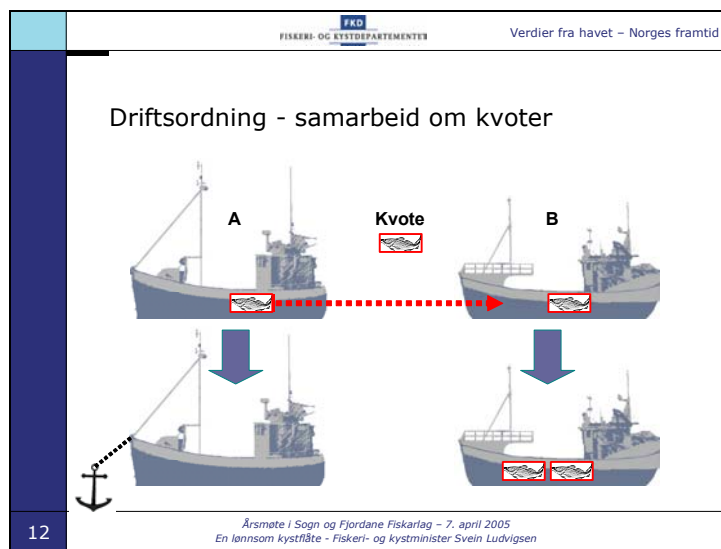 FKD
FISKERI- OG KYSTDEPARTEMENTET
Verdier fra havet – Norges framtid
Driftsordning - samarbeid om kvoter
A
Kvote
B
12
Årsmøte i Sogn og Fjordane Fiskarlag – 7. april 2005
En lønnsom kystflåte - Fiskeri- og kystminister Svein Ludvigsen